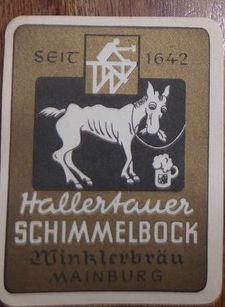 SEIT 1642
Hallertauer
SCHIMMELBOCK
Winklerbräu
MAINBURG